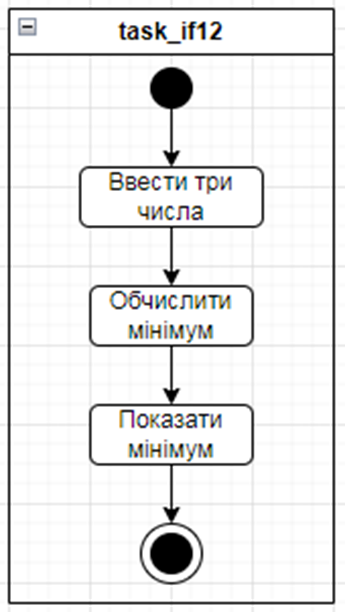 task_if12
Ввести три
числа
Обчислити
мінімум
Показати
мінімум